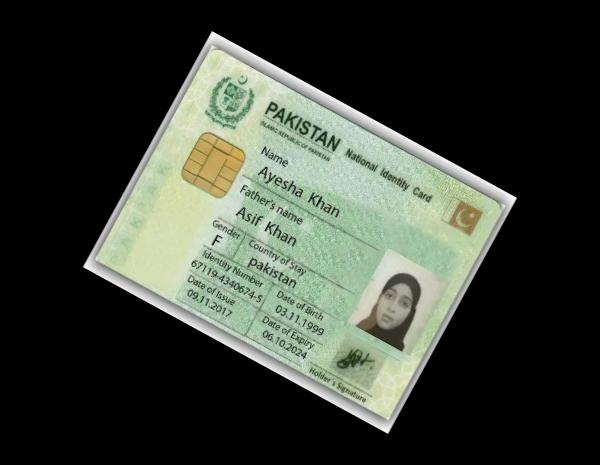 PAKISTAN National Identity Card
ISLAMIC REPUBLIC OF PAKISTAN
Name
Ayesha Khan
Father's name
Asif Khan
Gender Country of Stay
F pakistan
Identity Number Date of Birth
67119-4340674-5 03.11.1999
Date of Issue Date of Expiry
09.11.2017 06.10.2024
Holder's Signature